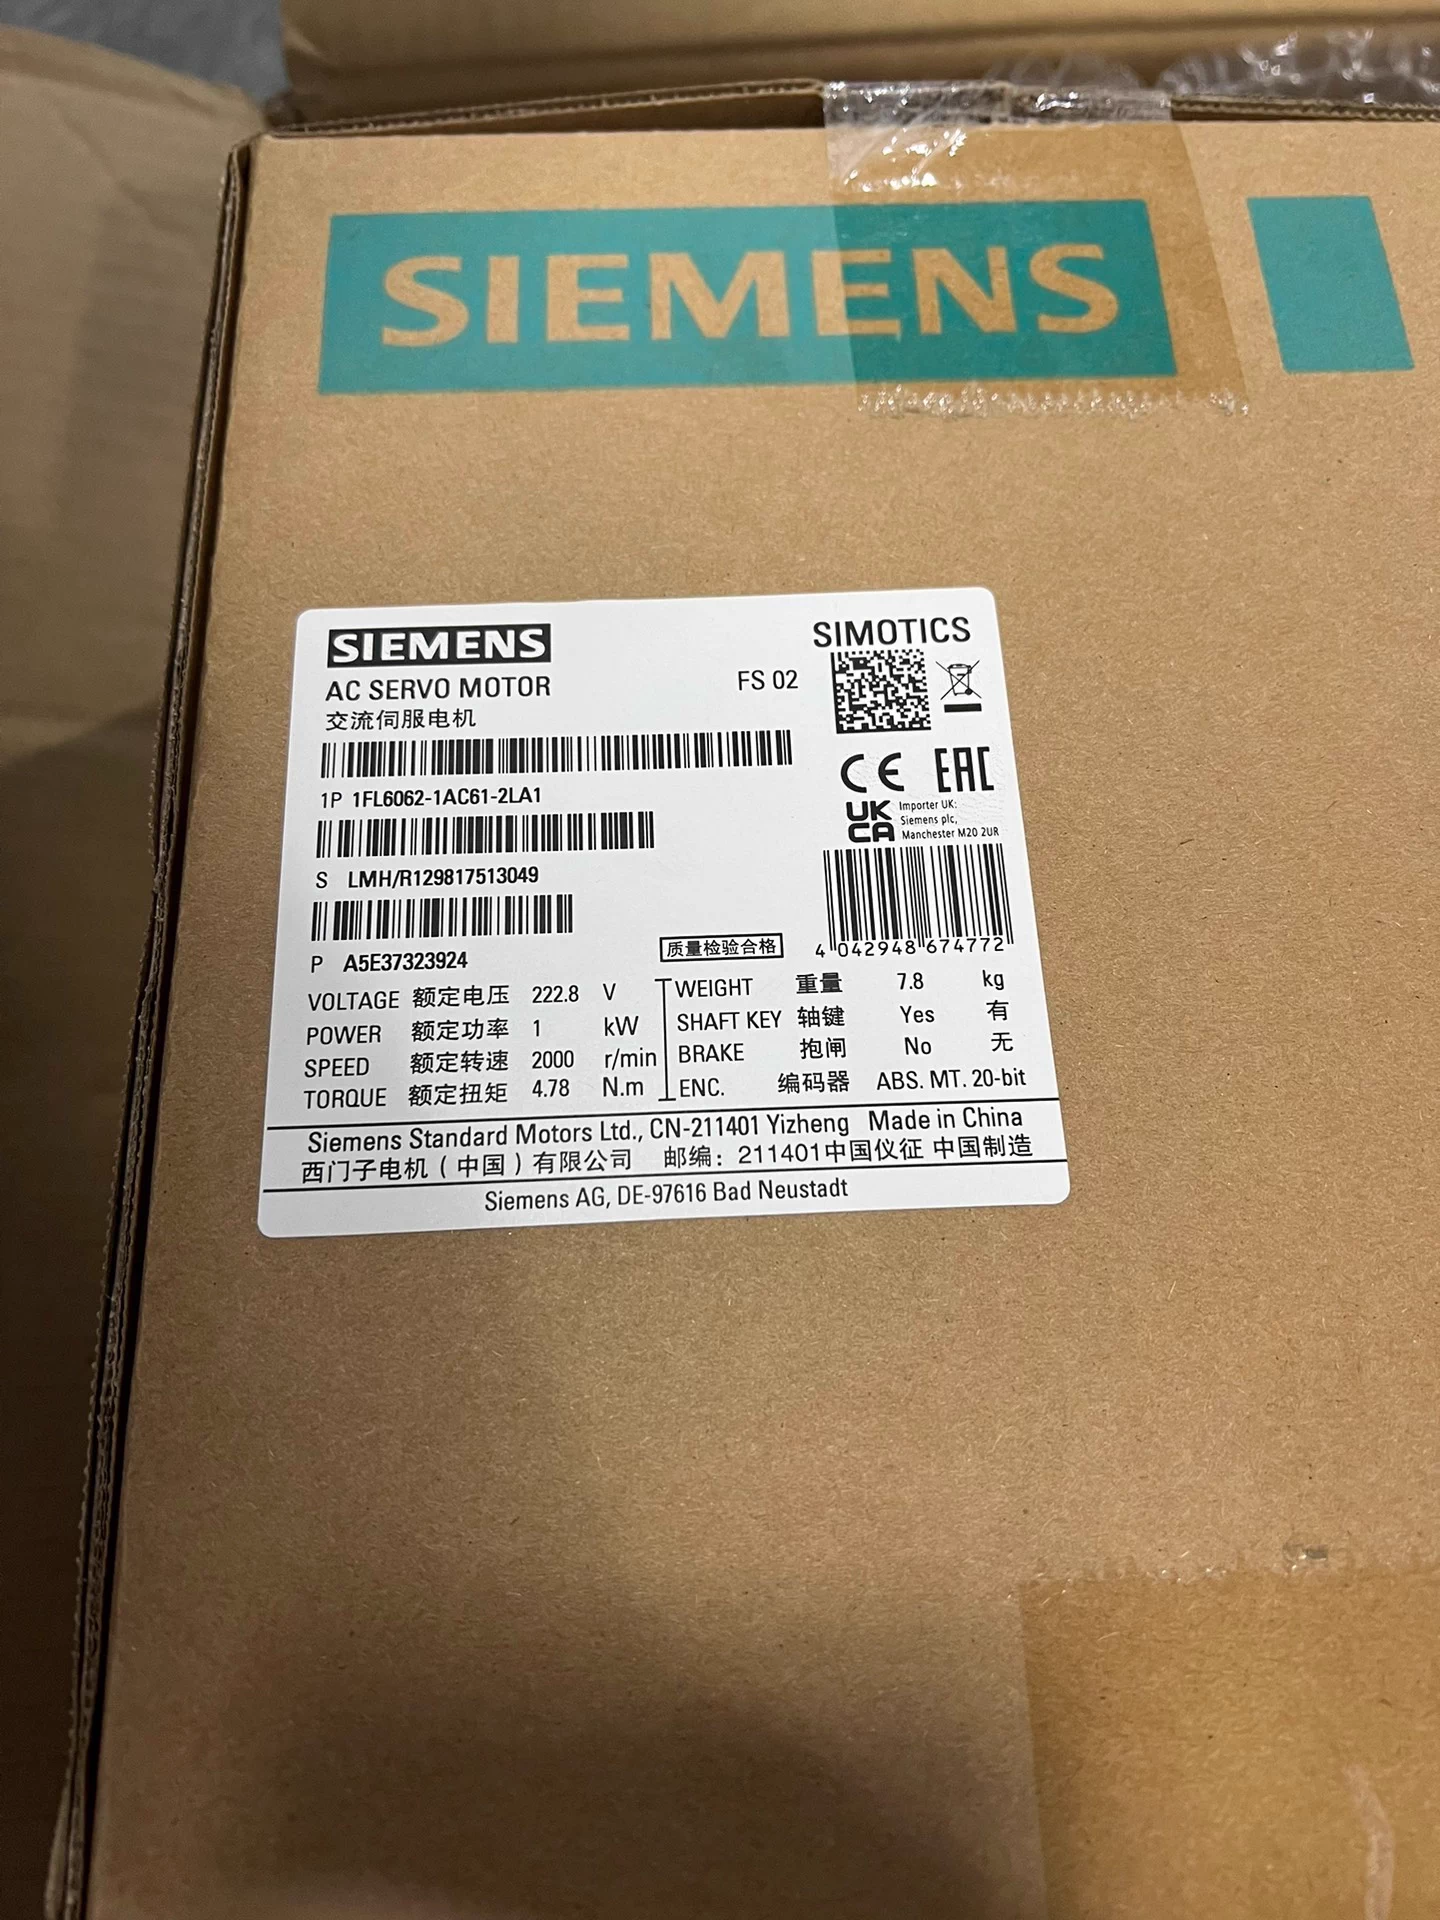 SIEMENS
SIEMENS
SIMOTICS
AC SERVO MOTOR
FS 02
交流伺服电机
CE EAC
1P 1FL6062-1AC61-2LA1
UK
CA
Importer UK:
Siemens plc,
Manchester M20 2UR
S LMH/R129817513049
P A5E37323924
质量检验合格
4 042948 674772
VOLTAGE 额定电压 222.8 V
POWER 额定功率 1 kW
SPEED 额定转速 2000 r/min
TORQUE 额定扭矩 4.78 N.m
WEIGHT 重量 7.8 kg
SHAFT KEY 轴键 Yes 有
BRAKE 抱闸 No 无
ENC. 编码器 ABS. MT. 20-bit
Siemens Standard Motors Ltd., CN-211401 Yizheng Made in China
西门子电机(中国)有限公司 邮编: 211401中国仪征 中国制造
Siemens AG, DE-97616 Bad Neustadt